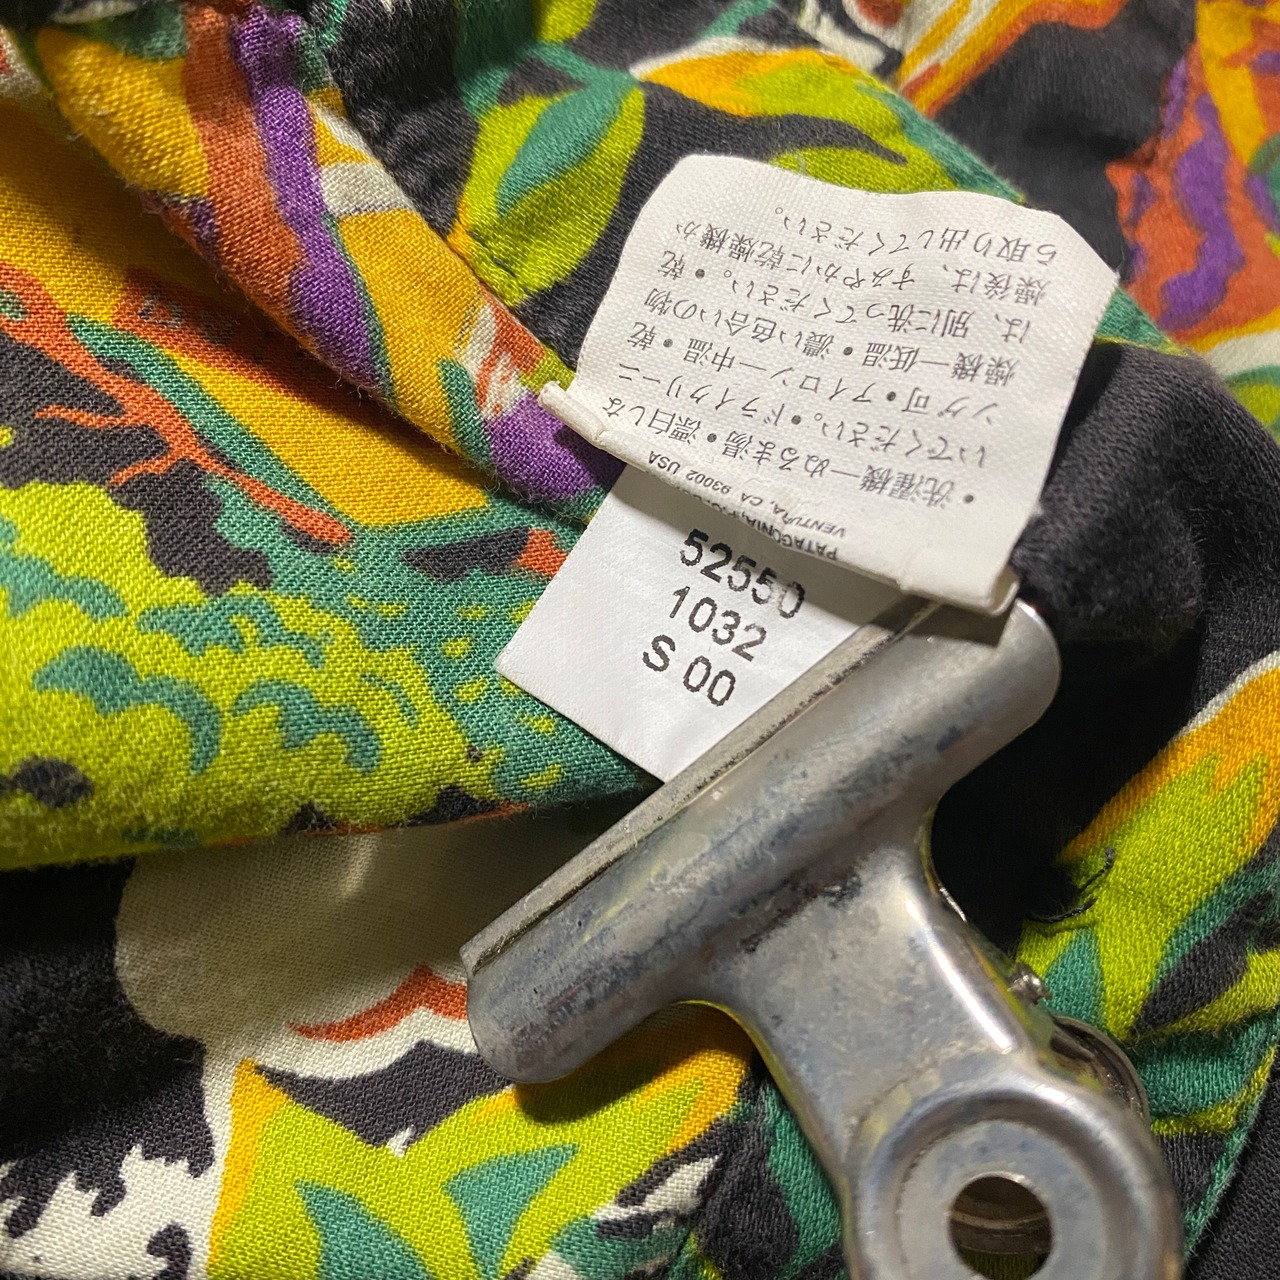 • 洗濯機—ぬるま湯 • 漂白しな
いでください。• ドライクリーニ
ング 可 • アイロン—中温 • 乾
燥機—低温 • 濃い色合いの物
は、別に洗ってください。• 乾
燥後は、すみやかに乾燥機か
ら取り出してください。
PATAGONIA,
VENTURA, CA 93002 USA
52550
1032
S 00